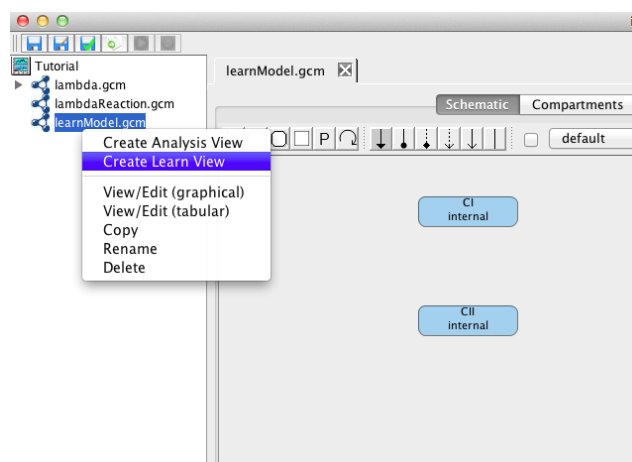 Tutorial
lambda.gcm
lambdaReaction.gcm
learnModel.gcm
Create Analysis View
Create Learn View
View/Edit (graphical)
View/Edit (tabular)
Copy
Rename
Delete
learnModel.gcm
Schematic
Compartments
P
default
CI
internal
CII
internal